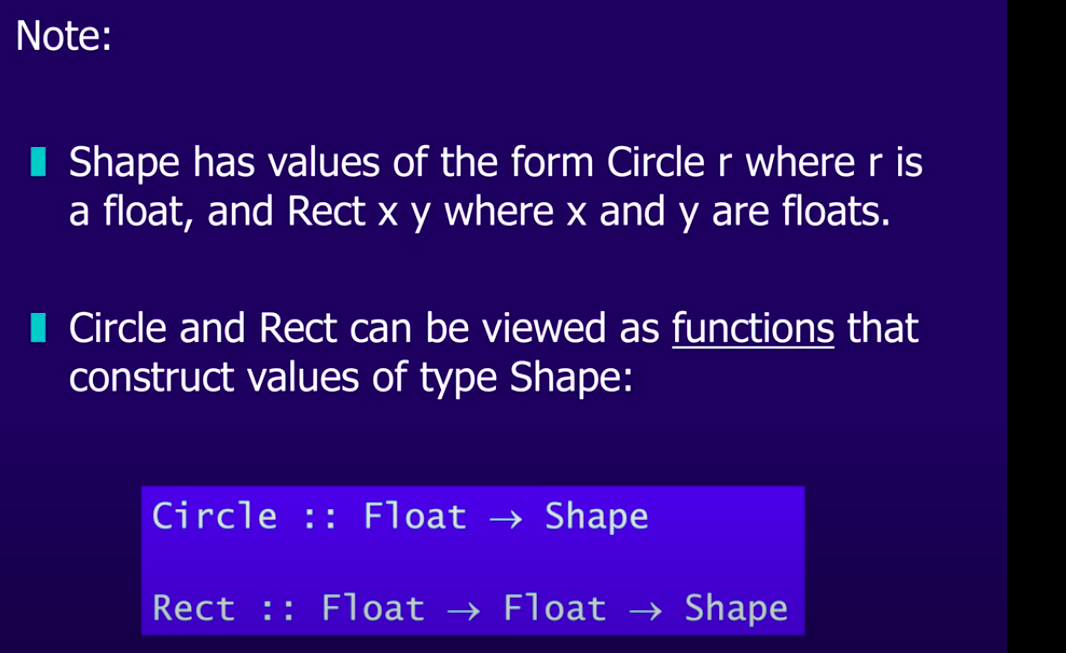 Note:
Shape has values of the form Circle r where r is
a float, and Rect x y where x and y are floats.
Circle and Rect can be viewed as functions that
construct values of type Shape:
Circle :: Float → Shape
Rect :: Float → Float → Shape